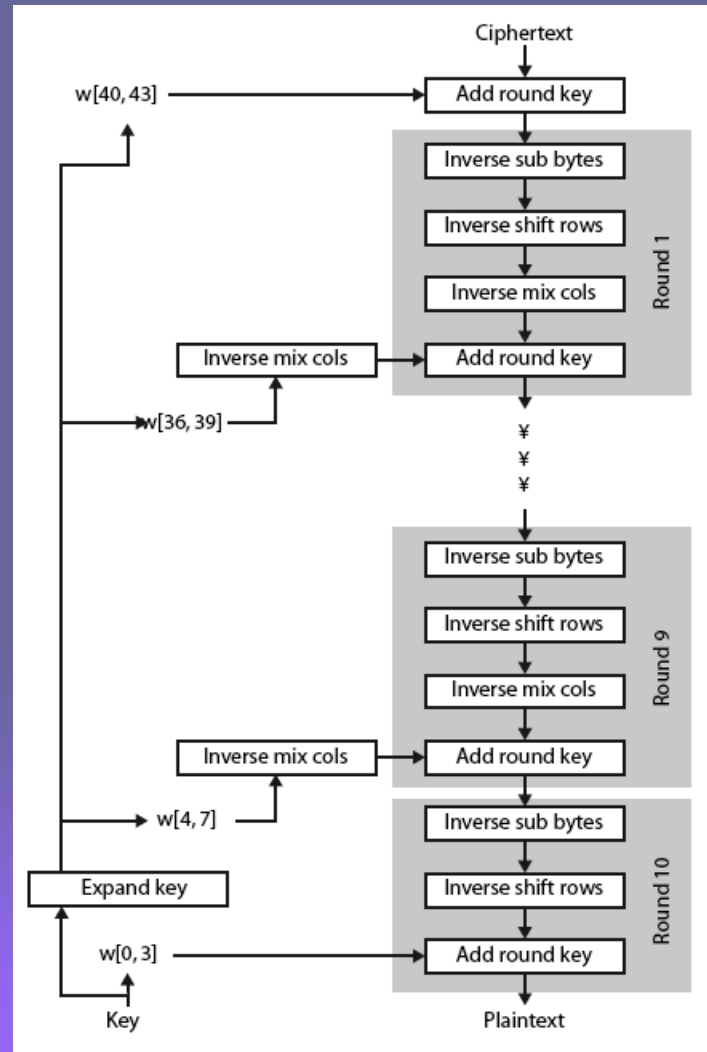 Ciphertext
w[40, 43]
Add round key
Inverse sub bytes
Inverse shift rows
Round 1
Inverse mix cols
Inverse mix cols
Add round key
w[36, 39]
¥
¥
¥
Inverse sub bytes
Inverse shift rows
Round 9
Inverse mix cols
Inverse mix cols
Add round key
w[4, 7]
Inverse sub bytes
Expand key
Inverse shift rows
Round 10
w[0, 3]
Add round key
Key
Plaintext